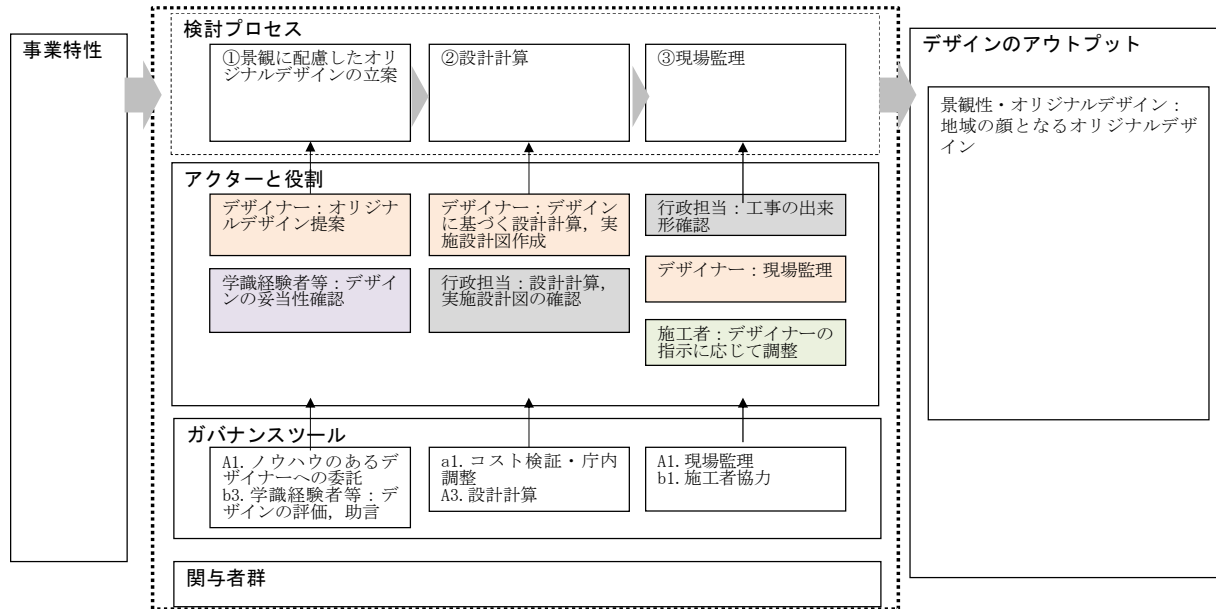 事業特性
検討プロセス
①景観に配慮したオリ
ジナルデザインの立案
②設計計算
③現場監理
アクターと役割
デザイナー：オリジナ
ルデザイン提案
学識経験者等：デザイ
ンの妥当性確認
デザイナー：デザイン
に基づく設計計算，実
施設計図作成
行政担当：設計計算，
実施設計図の確認
行政担当：工事の出来
形確認
デザイナー：現場監理
施工者：デザイナーの
指示に応じて調整
ガバナンスツール
A1.ノウハウのあるデ
ザイナーへの委託
b3.学識経験者等：デ
ザインの評価，助言
a1.コスト検証・庁内
調整
A3.設計計算
A1.現場監理
b1.施工者協力
関与者群
デザインのアウトプット
景観性・オリジナルデザイン：
地域の顔となるオリジナルデザ
イン